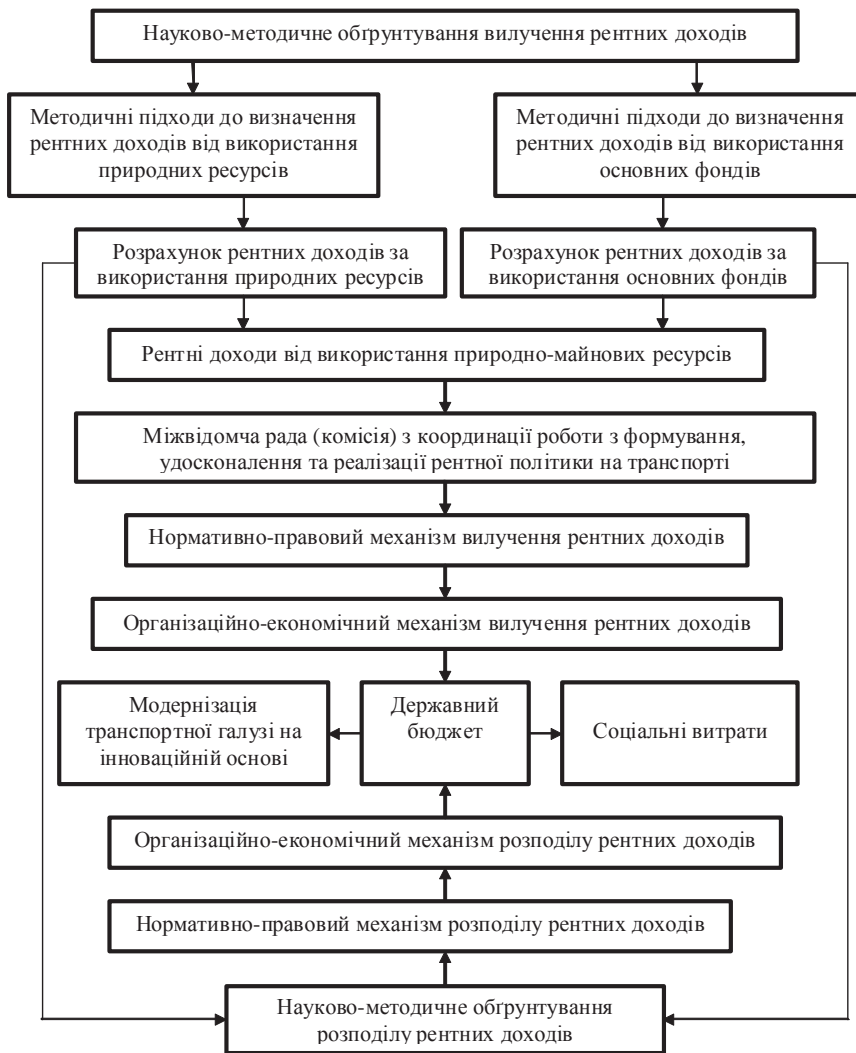 Науково-методичне обґрунтування вилучення рентних доходів
Методичні підходи до визначення
рентних доходів від використання
природних ресурсів
Методичні підходи до визначення
рентних доходів від використання
основних фондів
Розрахунок рентних доходів за
використання природних ресурсів
Розрахунок рентних доходів за
використання основних фондів
Рентні доходи від використання природно-майнових ресурсів
Міжвідомча рада (комісія) з координації роботи з формування,
удосконалення та реалізації рентної політики на транспорті
Нормативно-правовий механізм вилучення рентних доходів
Організаційно-економічний механізм вилучення рентних доходів
Модернізація
транспортної галузі на
інноваційній основі
Державний
бюджет
Соціальні витрати
Організаційно-економічний механізм розподілу рентних доходів
Нормативно-правовий механізм розподілу рентних доходів
Науково-методичне обґрунтування
розподілу рентних доходів